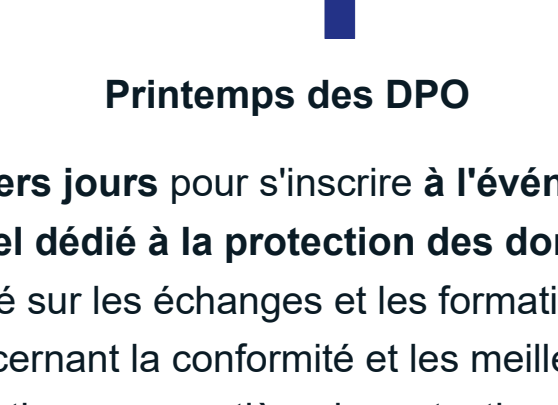 Printemps des DPO
ers jours pour s'inscrire à l'évén
el dédié à la protection des do
é sur les échanges et les formati
cernant la conformité et les meille